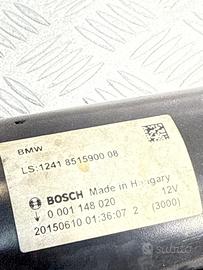 BMW
LS:1241 8515900 08
BOSCH Made in Hungary
0 001 148 020 12V
20150610 01:36:07 2 (3000)
subito